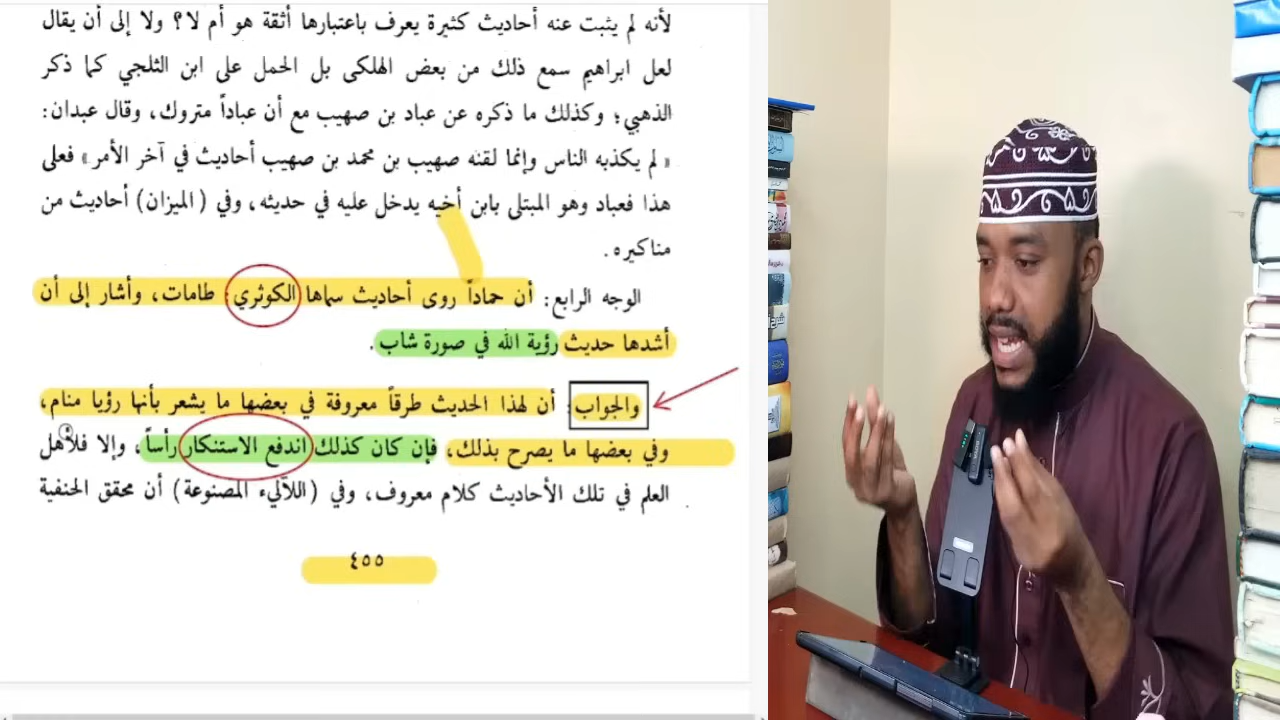 لأنه لم يثبت عنه أحاديث كثيرة يعرف باعتبارها أثقة هو أم لا؟ ولا إلى أن يقال
لعل ابراهيم سمع ذلك من بعض الهلكى بل الحمل على ابن الثلجي كما ذكر
الذهبي؛ وكذلك ما ذكره عن عباد بن صهيب مع أن عباداً متروك، وقال عبدان:
« لم يكذبه الناس وإنما لقنه صهيب بن محمد بن صهيب أحاديث في آخر الأمر » فعلى
هذا فعباد وهو المبتلى بابن أخيه يدخل عليه في حديثه، وفي (الميزان) أحاديث من
مناكيره .
الوجه الرابع: أن حماداً روى أحاديث سماها الكوثري: طامات، وأشار إلى أن
أشدها حديث رؤية الله في صورة شاب .
والجواب: أن لهذا الحديث طرقاً معروفة في بعضها ما يشعر بأنها رؤيا منام،
وفي بعضها ما يصرح بذلك، فإن كان كذلك اندفع الاستنكار رأساً، وإلا فلأهل
العلم في تلك الأحاديث كلام معروف، وفي (اللآليء المصنوعة) أن محقق الحنفية
٤٥٥